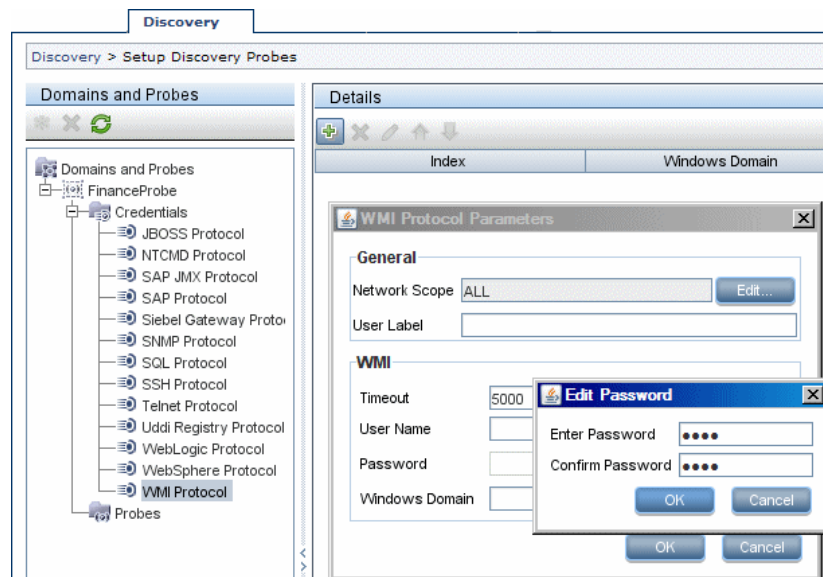 Discovery
Discovery > Setup Discovery Probes
Domains and Probes
Domains and Probes
FinanceProbe
Credentials
JBOSS Protocol
NTCMD Protocol
SAP JMX Protocol
SAP Protocol
Siebel Gateway Proto
SNMP Protocol
SQL Protocol
SSH Protocol
Telnet Protocol
Uddi Registry Protocol
WebLogic Protocol
WebSphere Protocol
WMI Protocol
Probes
Details
Index Windows Domain
WMI Protocol Parameters
General
Network Scope ALL Edit...
User Label
WMI
Timeout 5000
User Name
Password
Windows Domain
OK Cancel
Edit Password
Enter Password ●●●●
Confirm Password ●●●●
OK Cancel